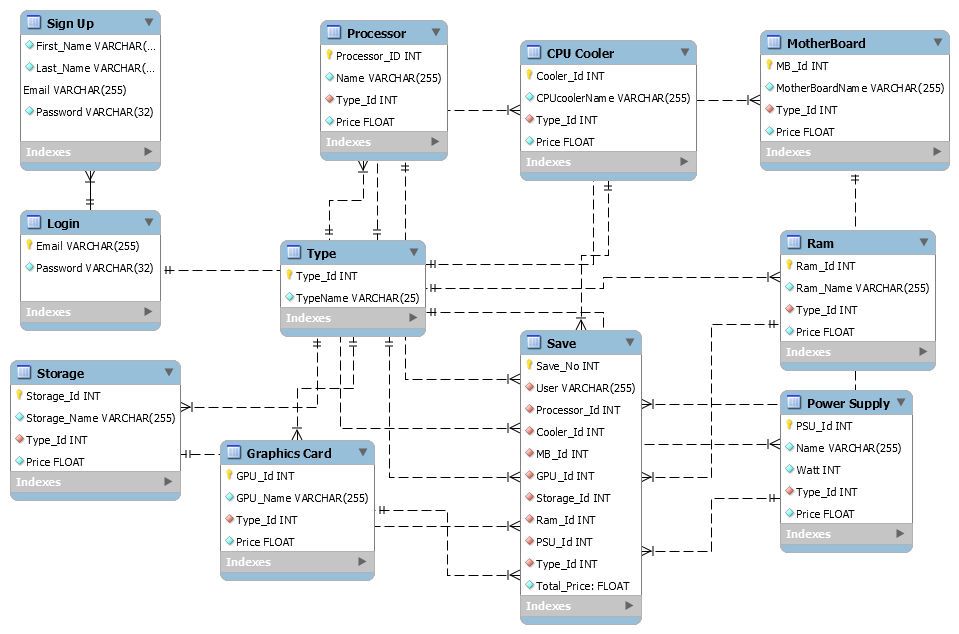 Sign Up
First_Name VARCHAR(...
Last_Name VARCHAR(...
Email VARCHAR(255)
Password VARCHAR(32)
Indexes
Processor
Processor_ID INT
Name VARCHAR(255)
Type_Id INT
Price FLOAT
Indexes
CPU Cooler
Cooler_Id INT
CPUcoolerName VARCHAR(255)
Type_Id INT
Price FLOAT
Indexes
MotherBoard
MB_Id INT
MotherBoardName VARCHAR(255)
Type_Id INT
Price FLOAT
Indexes
Login
Email VARCHAR(255)
Password VARCHAR(32)
Indexes
Type
Type_Id INT
TypeName VARCHAR(25)
Indexes
Ram
Ram_Id INT
Ram_Name VARCHAR(255)
Type_Id INT
Price FLOAT
Indexes
Storage
Storage_Id INT
Storage_Name VARCHAR(255)
Type_Id INT
Price FLOAT
Indexes
Graphics Card
GPU_Id INT
GPU_Name VARCHAR(255)
Type_Id INT
Price FLOAT
Indexes
Save
Save_No INT
User VARCHAR(255)
Processor_Id INT
Cooler_Id INT
MB_Id INT
GPU_Id INT
Storage_Id INT
Ram_Id INT
PSU_Id INT
Type_Id INT
Total_Price: FLOAT
Indexes
Power Supply
PSU_Id INT
Name VARCHAR(255)
Watt INT
Type_Id INT
Price FLOAT
Indexes